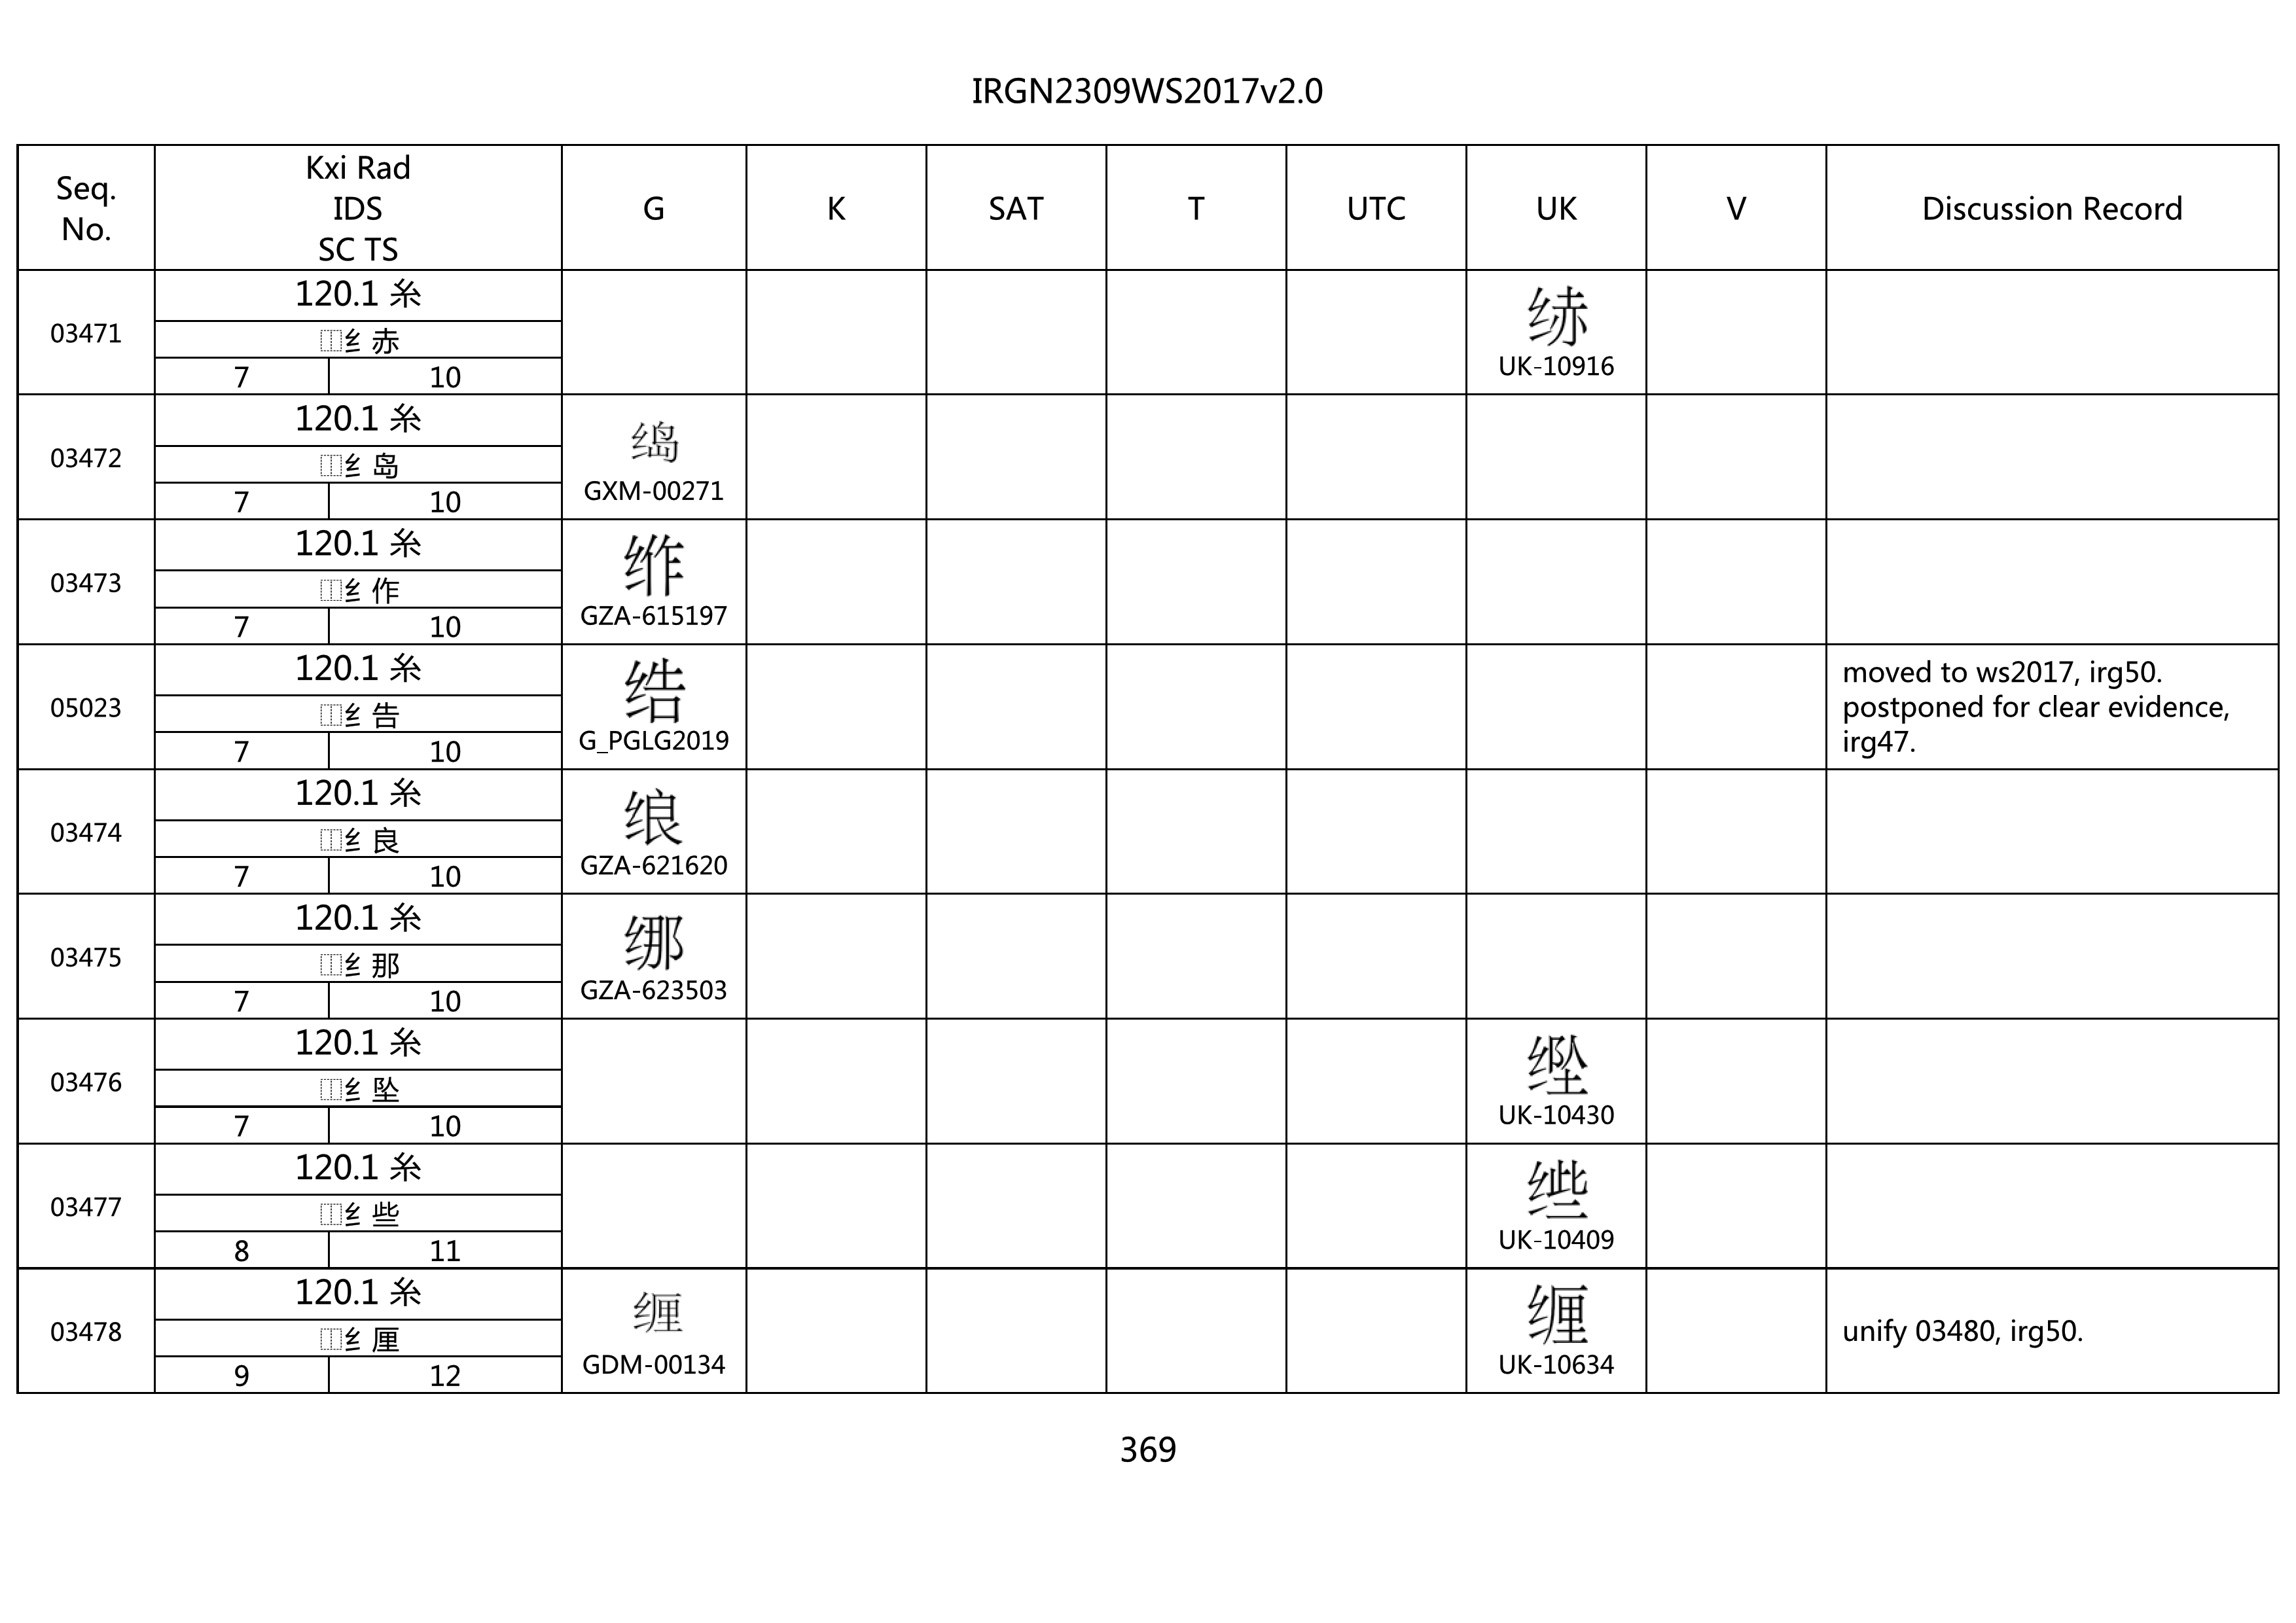 IRGN2309WS2017v2.0
Seq. No. Kxi Rad IDS SC TS G K SAT T UTC UK V Discussion Record
03471
120.1 糸
⿰纟赤
7 10
UK-10916
03472
120.1 糸
⿰纟岛
7 10
GXM-00271
03473
120.1 糸
⿰纟作
7 10
GZA-615197
05023
120.1 糸
⿰纟告
7 10
G_PGLG2019
moved to ws2017, irg50.
postponed for clear evidence,
irg47.
03474
120.1 糸
⿰纟良
7 10
GZA-621620
03475
120.1 糸
⿰纟那
7 10
GZA-623503
03476
120.1 糸
⿰纟坠
7 10
UK-10430
03477
120.1 糸
⿰纟些
8 11
UK-10409
03478
120.1 糸
⿰纟厘
9 12
GDM-00134
UK-10634
unify 03480, irg50.
369